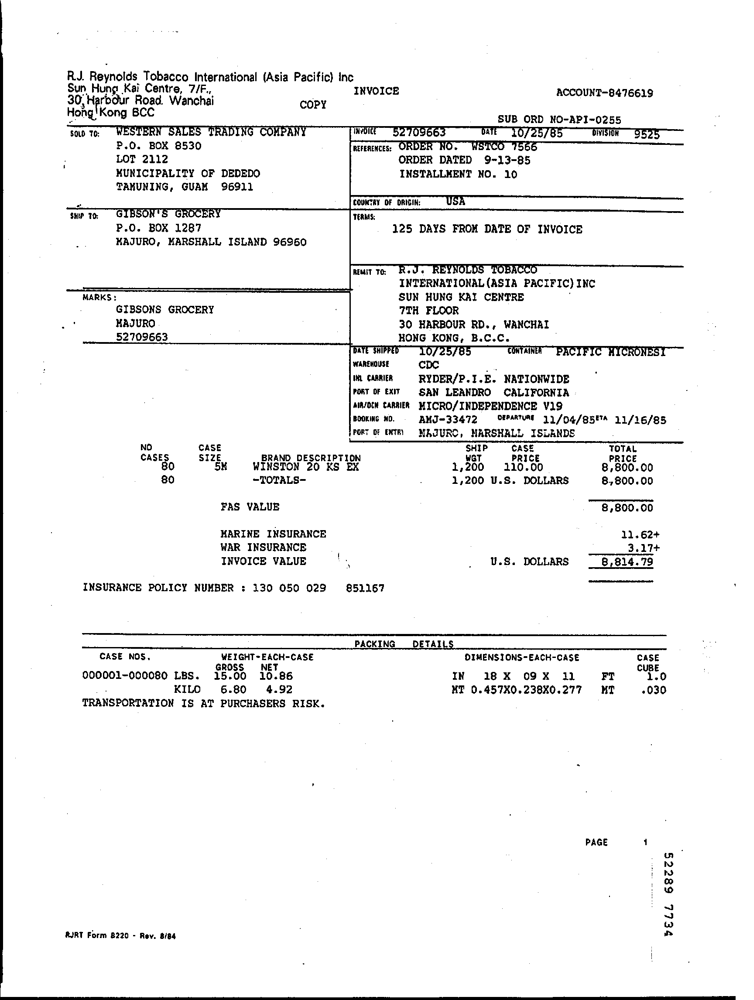 R.J. Reynolds Tobacco International (Asia Pacific) Inc
Sun Hung Kai Centre, 7/F.,
30, Harbour Road. Wanchai
Hong Kong BCC
INVOICE
COPY
ACCOUNT-8476619
SUB ORD NO-API-0255
SOLD TO: WESTERN SALES TRADING COMPANY
P.O. BOX 8530
LOT 2112
MUNICIPALITY OF DEDEDO
TAMUNING, GUAM 96911
INVOICE 52709663 DATE 10/25/85 DIVISION 9525
REFERENCES: ORDER NO. WSTCO 7566
ORDER DATED 9-13-85
INSTALLMENT NO. 10
COUNTRY OF ORIGIN: USA
SHIP TO: GIBSON'S GROCERY
P.O. BOX 1287
MAJURO, MARSHALL ISLAND 96960
TERMS:
125 DAYS FROM DATE OF INVOICE
REMIT TO: R.J. REYNOLDS TOBACCO
INTERNATIONAL(ASIA PACIFIC)INC
SUN HUNG KAI CENTRE
7TH FLOOR
30 HARBOUR RD., WANCHAI
HONG KONG, B.C.C.
MARKS:
GIBSONS GROCERY
MAJURO
52709663
DATE SHIPPED 10/25/85 CONTAINER PACIFIC MICRONESI
WAREHOUSE CDC
INL CARRIER RYDER/P.I.E. NATIONWIDE
PORT OF EXIT SAN LEANDRO CALIFORNIA
AIR/OCN CARRIER MICRO/INDEPENDENCE V19
BOOKING NO. AMJ-33472 DEPARTURE 11/04/85 ETA 11/16/85
PORT OF ENTRY MAJURO, MARSHALL ISLANDS
NO CASE SHIP CASE TOTAL
CASES SIZE BRAND DESCRIPTION WGT PRICE PRICE
80 5M WINSTON 20 KS EX 1,200 110.00 8,800.00
80 -TOTALS- 1,200 U.S. DOLLARS 8,800.00
FAS VALUE 8,800.00
MARINE INSURANCE 11.62+
WAR INSURANCE 3.17+
INVOICE VALUE U.S. DOLLARS 8,814.79
INSURANCE POLICY NUMBER : 130 050 029 851167
PACKING DETAILS
CASE NOS. WEIGHT-EACH-CASE DIMENSIONS-EACH-CASE CASE
GROSS NET CUBE
000001-000080 LBS. 15.00 10.86 IN 18 X 09 X 11 FT 1.0
KILO 6.80 4.92 MT 0.457X0.238X0.277 MT .030
TRANSPORTATION IS AT PURCHASERS RISK.
PAGE 1
52289 7734
RJRT Form 8220 - Rev. 8/84